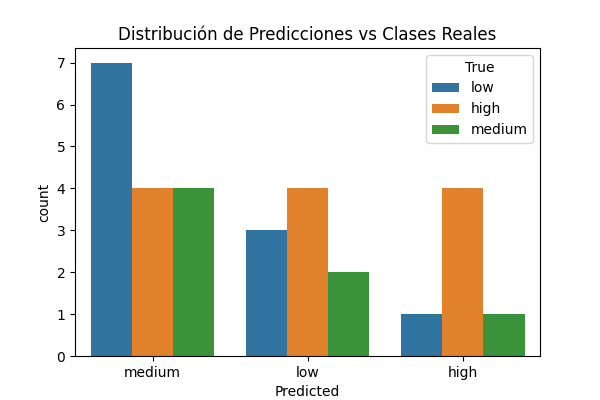 Distribución de Predicciones vs Clases Reales
True
low
high
medium
count
7
6
5
4
3
2
1
0
medium low high
Predicted